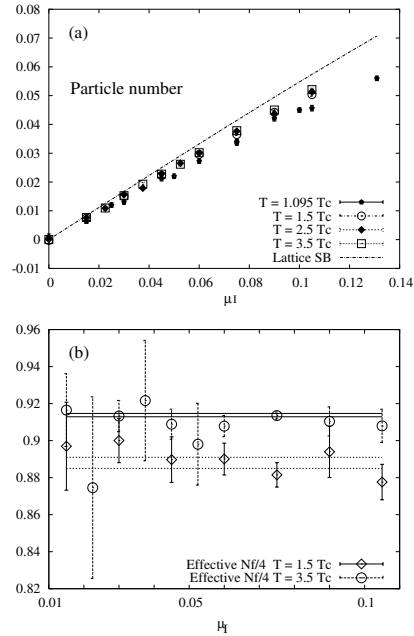 0.08
(a)
0.07
0.06
Particle number
0.05
0.04
0.03
0.02
T = 1.095 Tc
T = 1.5 Tc
0.01
T = 2.5 Tc
T = 3.5 Tc
0
Lattice SB
-0.01
0 0.02 0.04 0.06 0.08 0.1 0.12 0.14
μI
0.96
(b)
0.94
0.92
0.9
0.88
0.86
0.84
Effective Nf/4 T = 1.5 Tc
Effective Nf/4 T = 3.5 Tc
0.82
0.01 0.06 0.1
μI